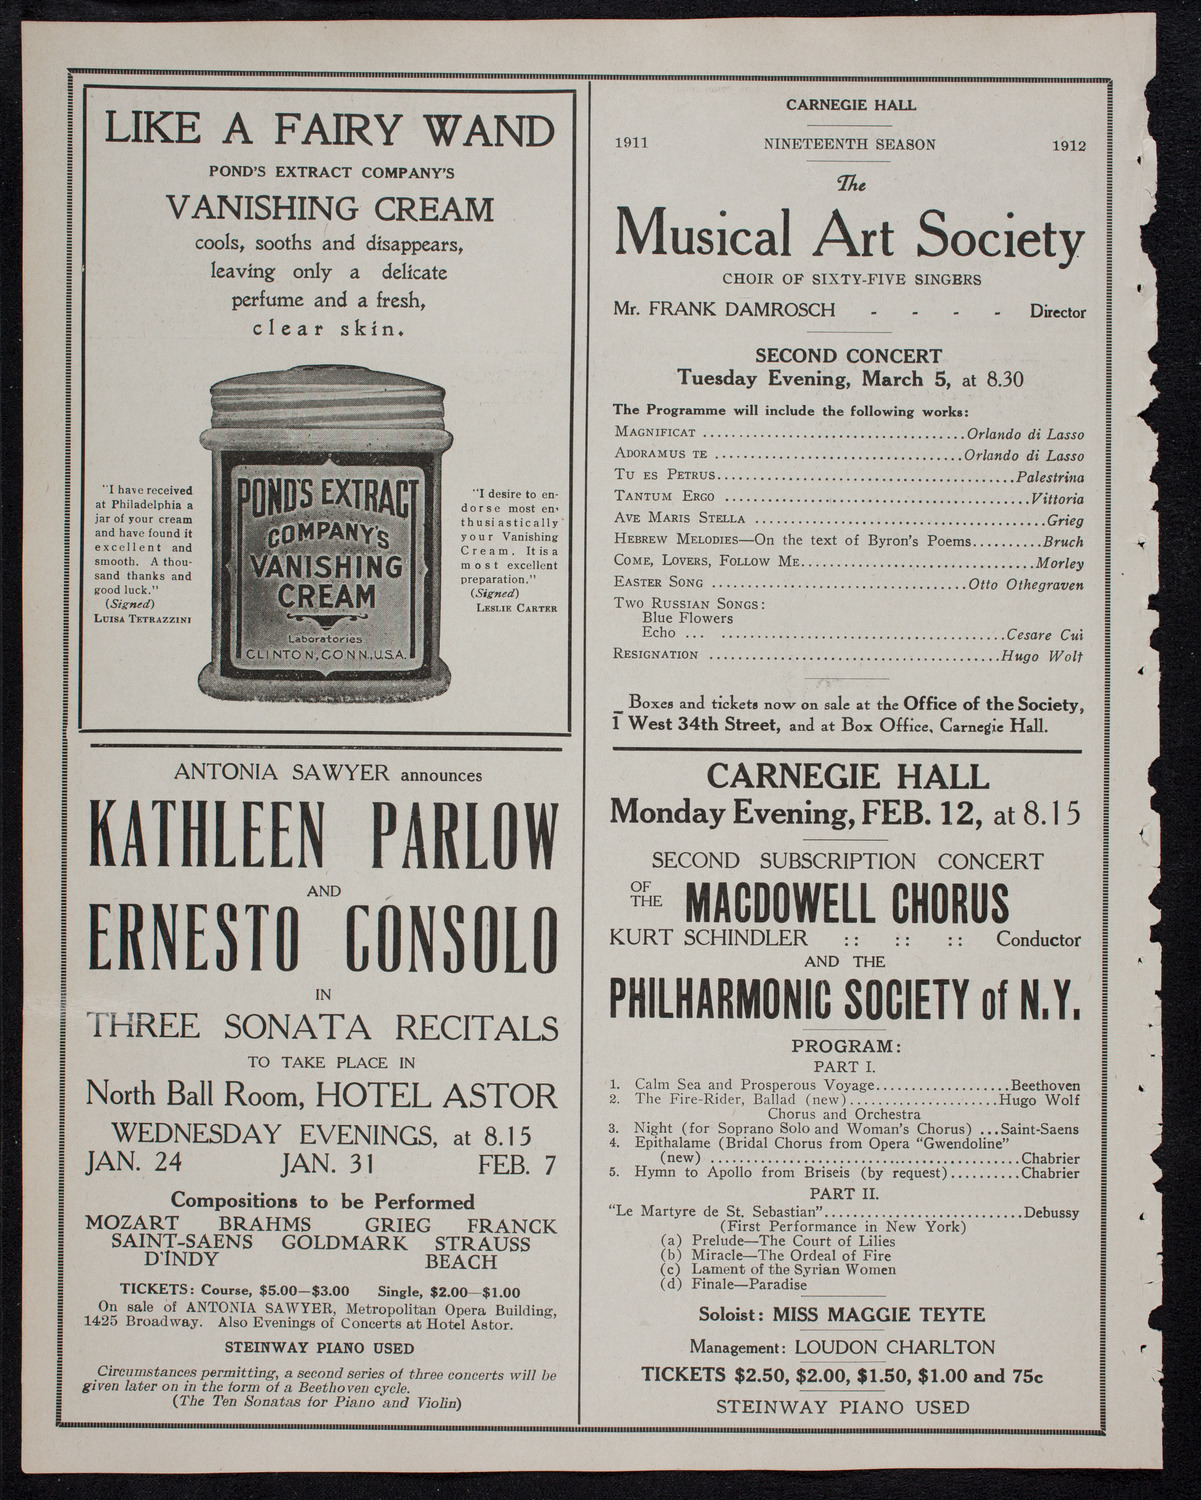 LIKE A FAIRY WAND
POND'S EXTRACT COMPANY'S
VANISHING CREAM
cools, sooths and disappears,
leaving only a delicate
perfume and a fresh,
clear skin.
"I have received
at Philadelphia a
jar of your cream
and have found it
excellent and
smooth. A thou-
sand thanks and
good luck."
(Signed)
LUISA TETRAZZINI
POND'S EXTRACT
COMPANY'S
VANISHING
CREAM
Laboratories
CLINTON, CONN., U.S.A.
"I desire to en-
dorse most en-
thusiastically
your Vanishing
Cream. It is a
most excellent
preparation."
(Signed)
LESLIE CARTER
ANTONIA SAWYER announces
KATHLEEN PARLOW
AND
ERNESTO CONSOLO
IN
THREE SONATA RECITALS
TO TAKE PLACE IN
North Ball Room, HOTEL ASTOR
WEDNESDAY EVENINGS, at 8.15
JAN. 24 JAN. 31 FEB. 7
Compositions to be Performed
MOZART BRAHMS GRIEG FRANCK
SAINT-SAENS GOLDMARK STRAUSS
D'INDY BEACH
TICKETS: Course, $5.00—$3.00 Single, $2.00—$1.00
On sale of ANTONIA SAWYER, Metropolitan Opera Building,
1425 Broadway. Also Evenings of Concerts at Hotel Astor.
STEINWAY PIANO USED
Circumstances permitting, a second series of three concerts will be
given later on in the form of a Beethoven cycle.
(The Ten Sonatas for Piano and Violin)
CARNEGIE HALL
1911 NINETEENTH SEASON 1912
The
Musical Art Society
CHOIR OF SIXTY-FIVE SINGERS
Mr. FRANK DAMROSCH - - - - Director
SECOND CONCERT
Tuesday Evening, March 5, at 8.30
The Programme will include the following works:
MAGNIFICAT ..................................Orlando di Lasso
ADORAMUS TE ................................Orlando di Lasso
TU ES PETRUS......................................Palestrina
TANTUM ERGO ........................................Vittoria
AVE MARIS STELLA .....................................Grieg
HEBREW MELODIES—On the text of Byron's Poems..........Bruch
COME, LOVERS, FOLLOW ME.................................Morley
EASTER SONG .................................Otto Othegraven
TWO RUSSIAN SONGS:
Blue Flowers
Echo ... .....................................Cesare Cui
RESIGNATION .....................................Hugo Wolf
Boxes and tickets now on sale at the Office of the Society,
1 West 34th Street, and at Box Office, Carnegie Hall.
CARNEGIE HALL
Monday Evening, FEB. 12, at 8.15
SECOND SUBSCRIPTION CONCERT
OF THE MACDOWELL CHORUS
KURT SCHINDLER :: :: :: Conductor
AND THE
PHILHARMONIC SOCIETY of N.Y.
PROGRAM:
PART I.
1. Calm Sea and Prosperous Voyage..................Beethoven
2. The Fire-Rider, Ballad (new)....................Hugo Wolf
Chorus and Orchestra
3. Night (for Soprano Solo and Woman's Chorus) ...Saint-Saens
4. Epithalame (Bridal Chorus from Opera "Gwendoline"
(new) ..........................................Chabrier
5. Hymn to Apollo from Briseis (by request)..........Chabrier
PART II.
"Le Martyre de St. Sebastian"...........................Debussy
(First Performance in New York)
(a) Prelude—The Court of Lilies
(b) Miracle—The Ordeal of Fire
(c) Lament of the Syrian Women
(d) Finale—Paradise
Soloist: MISS MAGGIE TEYTE
Management: LOUDON CHARLTON
TICKETS $2.50, $2.00, $1.50, $1.00 and 75c
STEINWAY PIANO USED